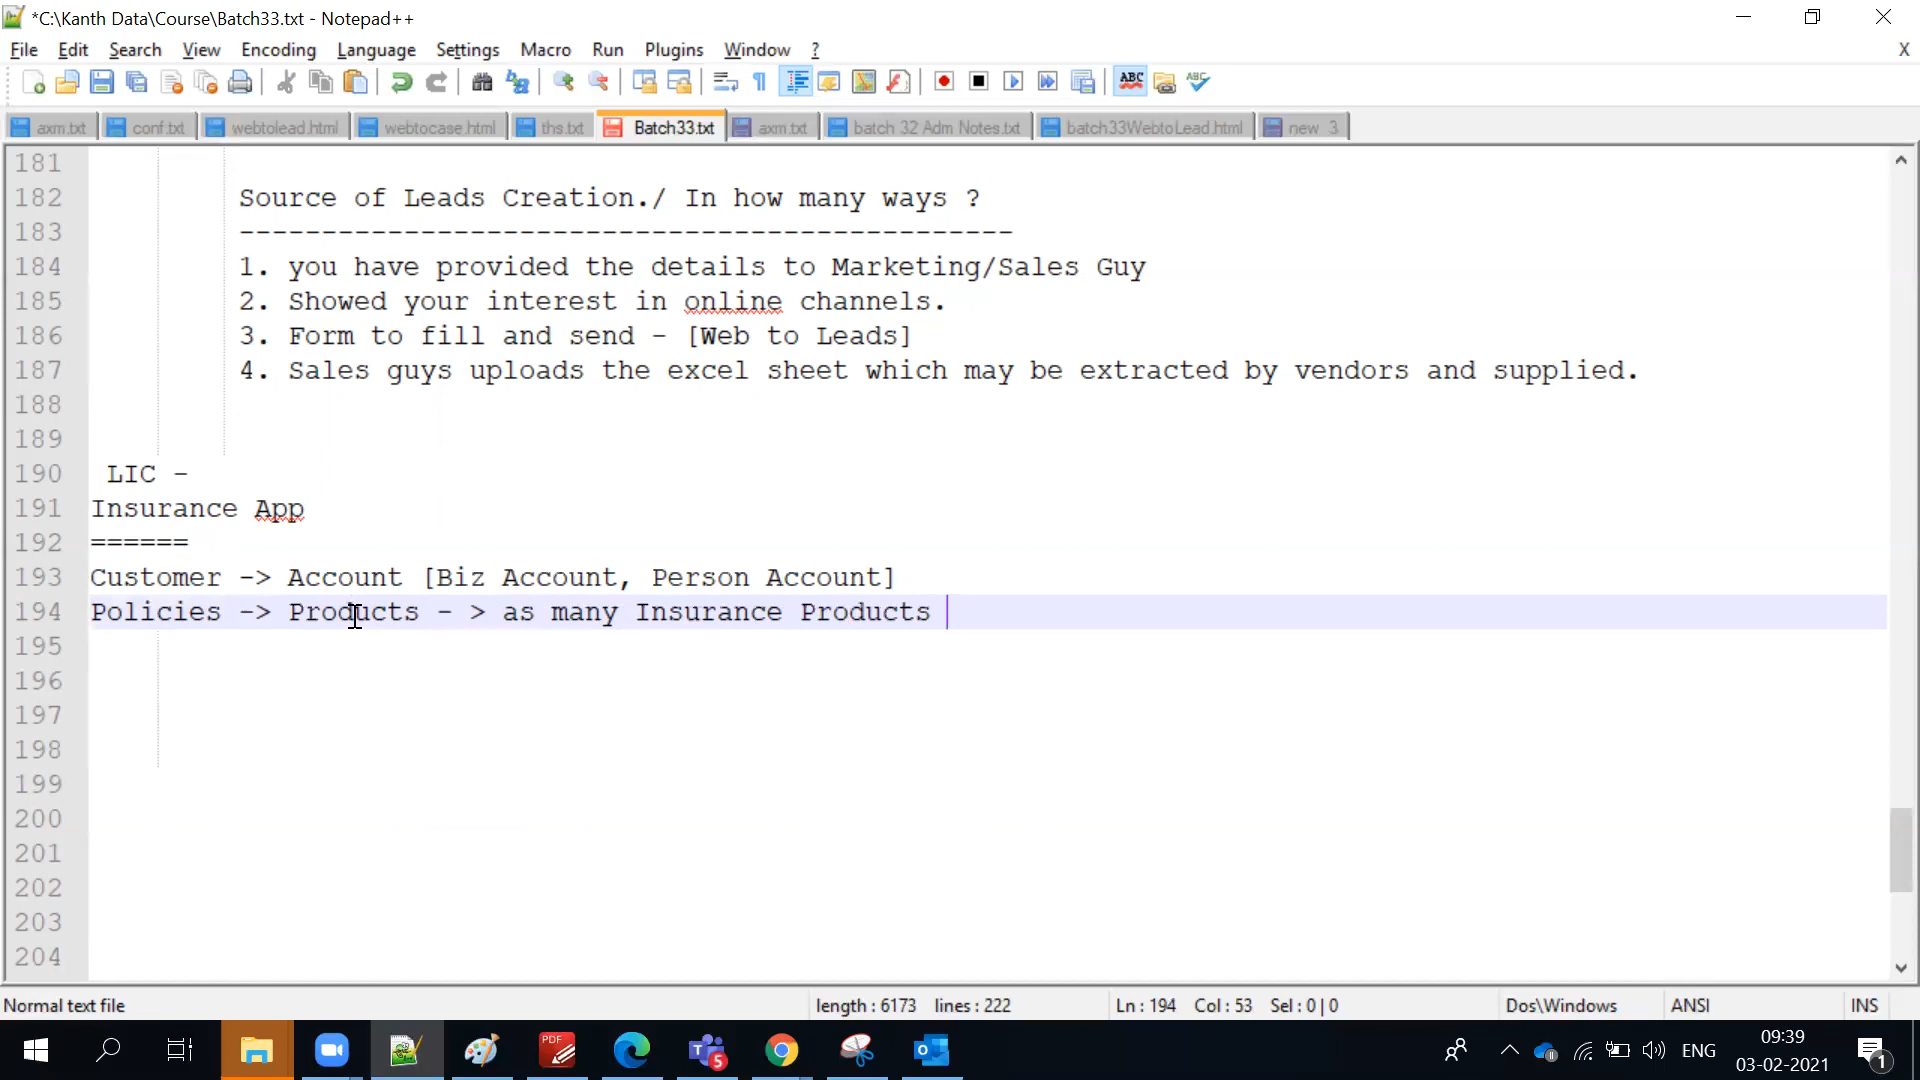 *C:\Kanth Data\Course\Batch33.txt - Notepad++
File Edit Search View Encoding Language Settings Macro Run Plugins Window ? X
ABC ABC
axm.txt conf.txt webtolead.html webtocase.html ths.txt Batch33.txt axm.txt batch 32 Adm Notes.txt batch33WebtoLead.html new 3
181
182 Source of Leads Creation./ In how many ways ?
183 -----------------------------------------------
184 1. you have provided the details to Marketing/Sales Guy
185 2. Showed your interest in online channels.
186 3. Form to fill and send - [Web to Leads]
187 4. Sales guys uploads the excel sheet which may be extracted by vendors and supplied.
188
189
190 LIC -
191 Insurance App
192 ======
193 Customer -> Account [Biz Account, Person Account]
194 Policies -> Products - > as many Insurance Products
195
196
197
198
199
200
201
202
203
204
Normal text file length : 6173 lines : 222 Ln : 194 Col : 53 Sel : 0 | 0 Dos\Windows ANSI INS
PDF 5 ENG 09:39 1
03-02-2021